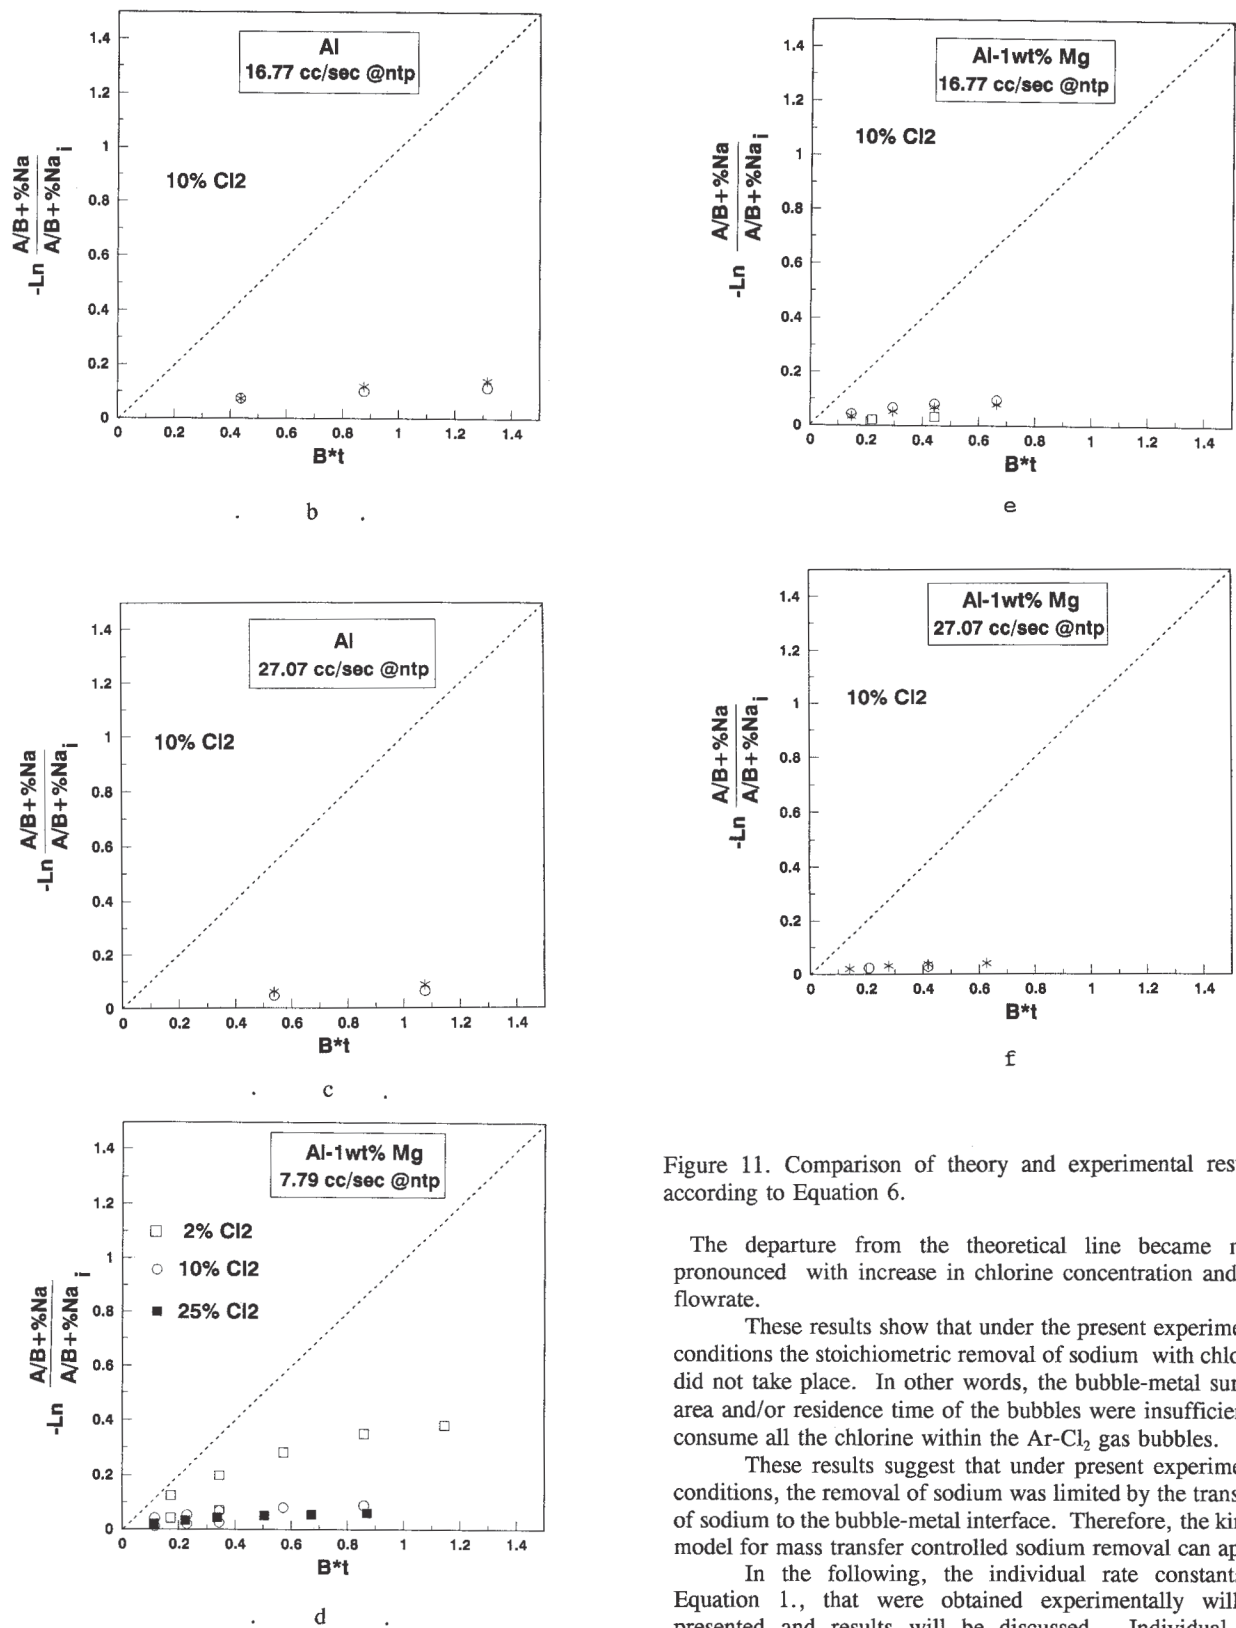 1.4
1.2
1
0.8
0.6
0.4
0.2
0
Al
16.77 cc/sec @ntp
10% Cl2
-Ln A/B+%Na
A/B+%Na i
0 0.2 0.4 0.6 0.8 1 1.2 1.4
B*t
b
1.4
1.2
1
0.8
0.6
0.4
0.2
0
Al
27.07 cc/sec @ntp
10% Cl2
-Ln A/B+%Na
A/B+%Na i
0 0.2 0.4 0.6 0.8 1 1.2 1.4
B*t
c
1.4
1.2
1
0.8
0.6
0.4
0.2
0
Al-1wt% Mg
7.79 cc/sec @ntp
2% Cl2
10% Cl2
25% Cl2
-Ln A/B+%Na
A/B+%Na i
0 0.2 0.4 0.6 0.8 1 1.2 1.4
B*t
d
1.4
1.2
1
0.8
0.6
0.4
0.2
0
Al-1wt% Mg
16.77 cc/sec @ntp
10% Cl2
-Ln A/B+%Na
A/B+%Na i
0 0.2 0.4 0.6 0.8 1 1.2 1.4
B*t
e
1.4
1.2
1
0.8
0.6
0.4
0.2
0
Al-1wt% Mg
27.07 cc/sec @ntp
10% Cl2
-Ln A/B+%Na
A/B+%Na i
0 0.2 0.4 0.6 0.8 1 1.2 1.4
B*t
f
Figure 11. Comparison of theory and experimental res
according to Equation 6.
The departure from the theoretical line became
pronounced with increase in chlorine concentration and
flowrate.
These results show that under the present experime
conditions the stoichiometric removal of sodium with chlo
did not take place. In other words, the bubble-metal sur
area and/or residence time of the bubbles were insufficie
consume all the chlorine within the Ar-Cl₂ gas bubbles.
These results suggest that under present experime
conditions, the removal of sodium was limited by the trans
of sodium to the bubble-metal interface. Therefore, the kin
model for mass transfer controlled sodium removal can ap
In the following, the individual rate constant
Equation 1., that were obtained experimentally will
presented and results will be discussed. Individual